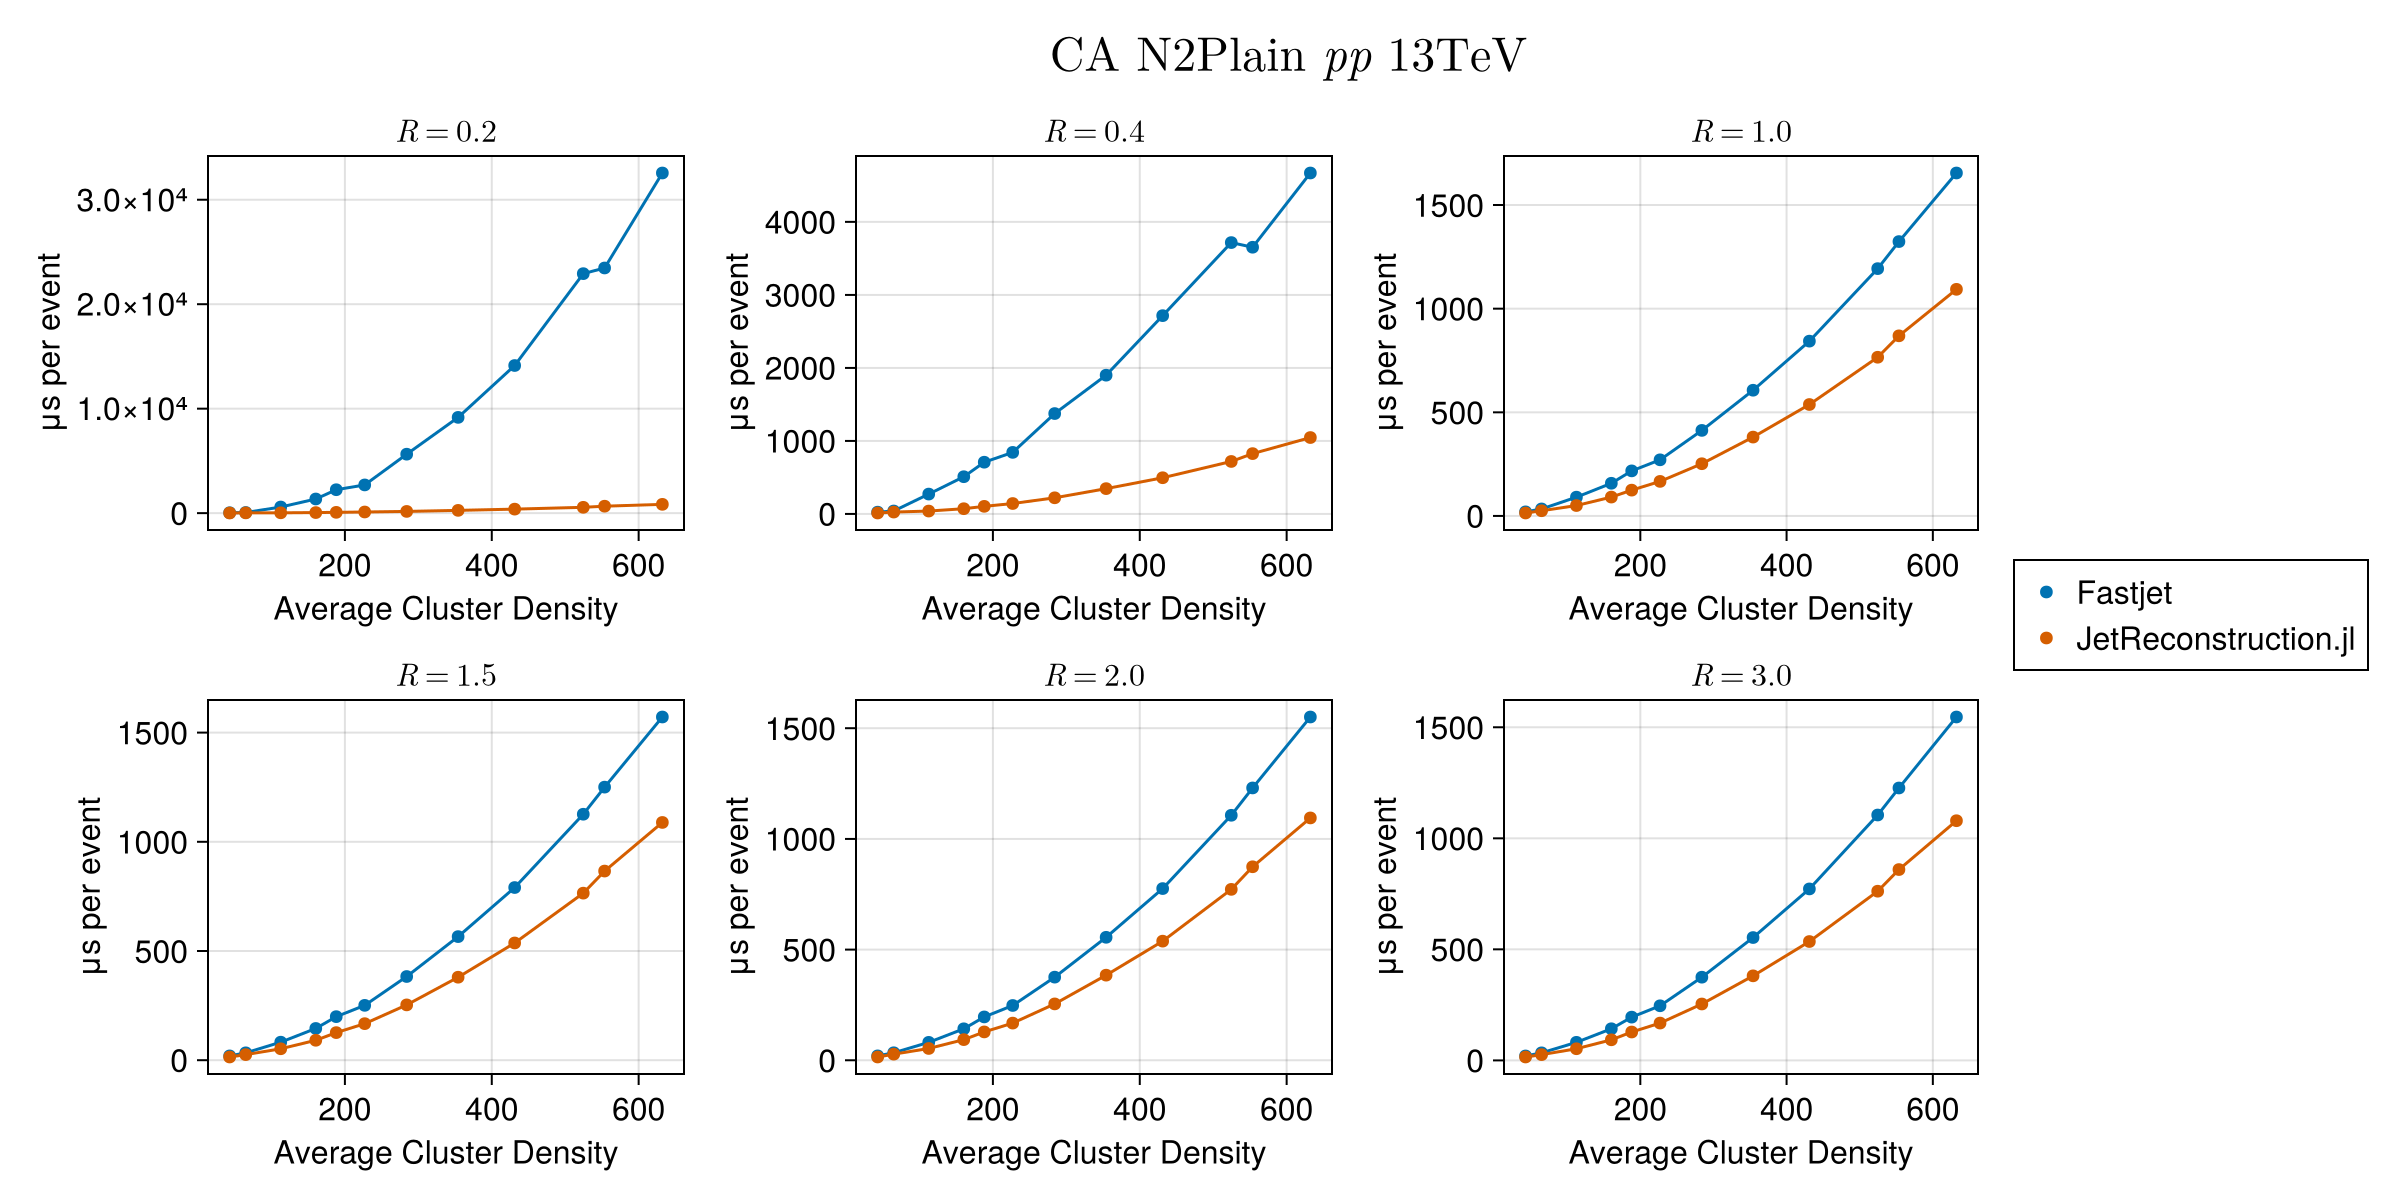 CA N2Plain pp 13TeV
R = 0.2
3.0×10⁴
2.0×10⁴
1.0×10⁴
0
µs per event
200 400 600
Average Cluster Density
R = 0.4
4000
3000
2000
1000
0
µs per event
200 400 600
Average Cluster Density
R = 1.0
1500
1000
500
0
µs per event
200 400 600
Average Cluster Density
Fastjet
JetReconstruction.jl
R = 1.5
1500
1000
500
0
µs per event
200 400 600
Average Cluster Density
R = 2.0
1500
1000
500
0
µs per event
200 400 600
Average Cluster Density
R = 3.0
1500
1000
500
0
µs per event
200 400 600
Average Cluster Density